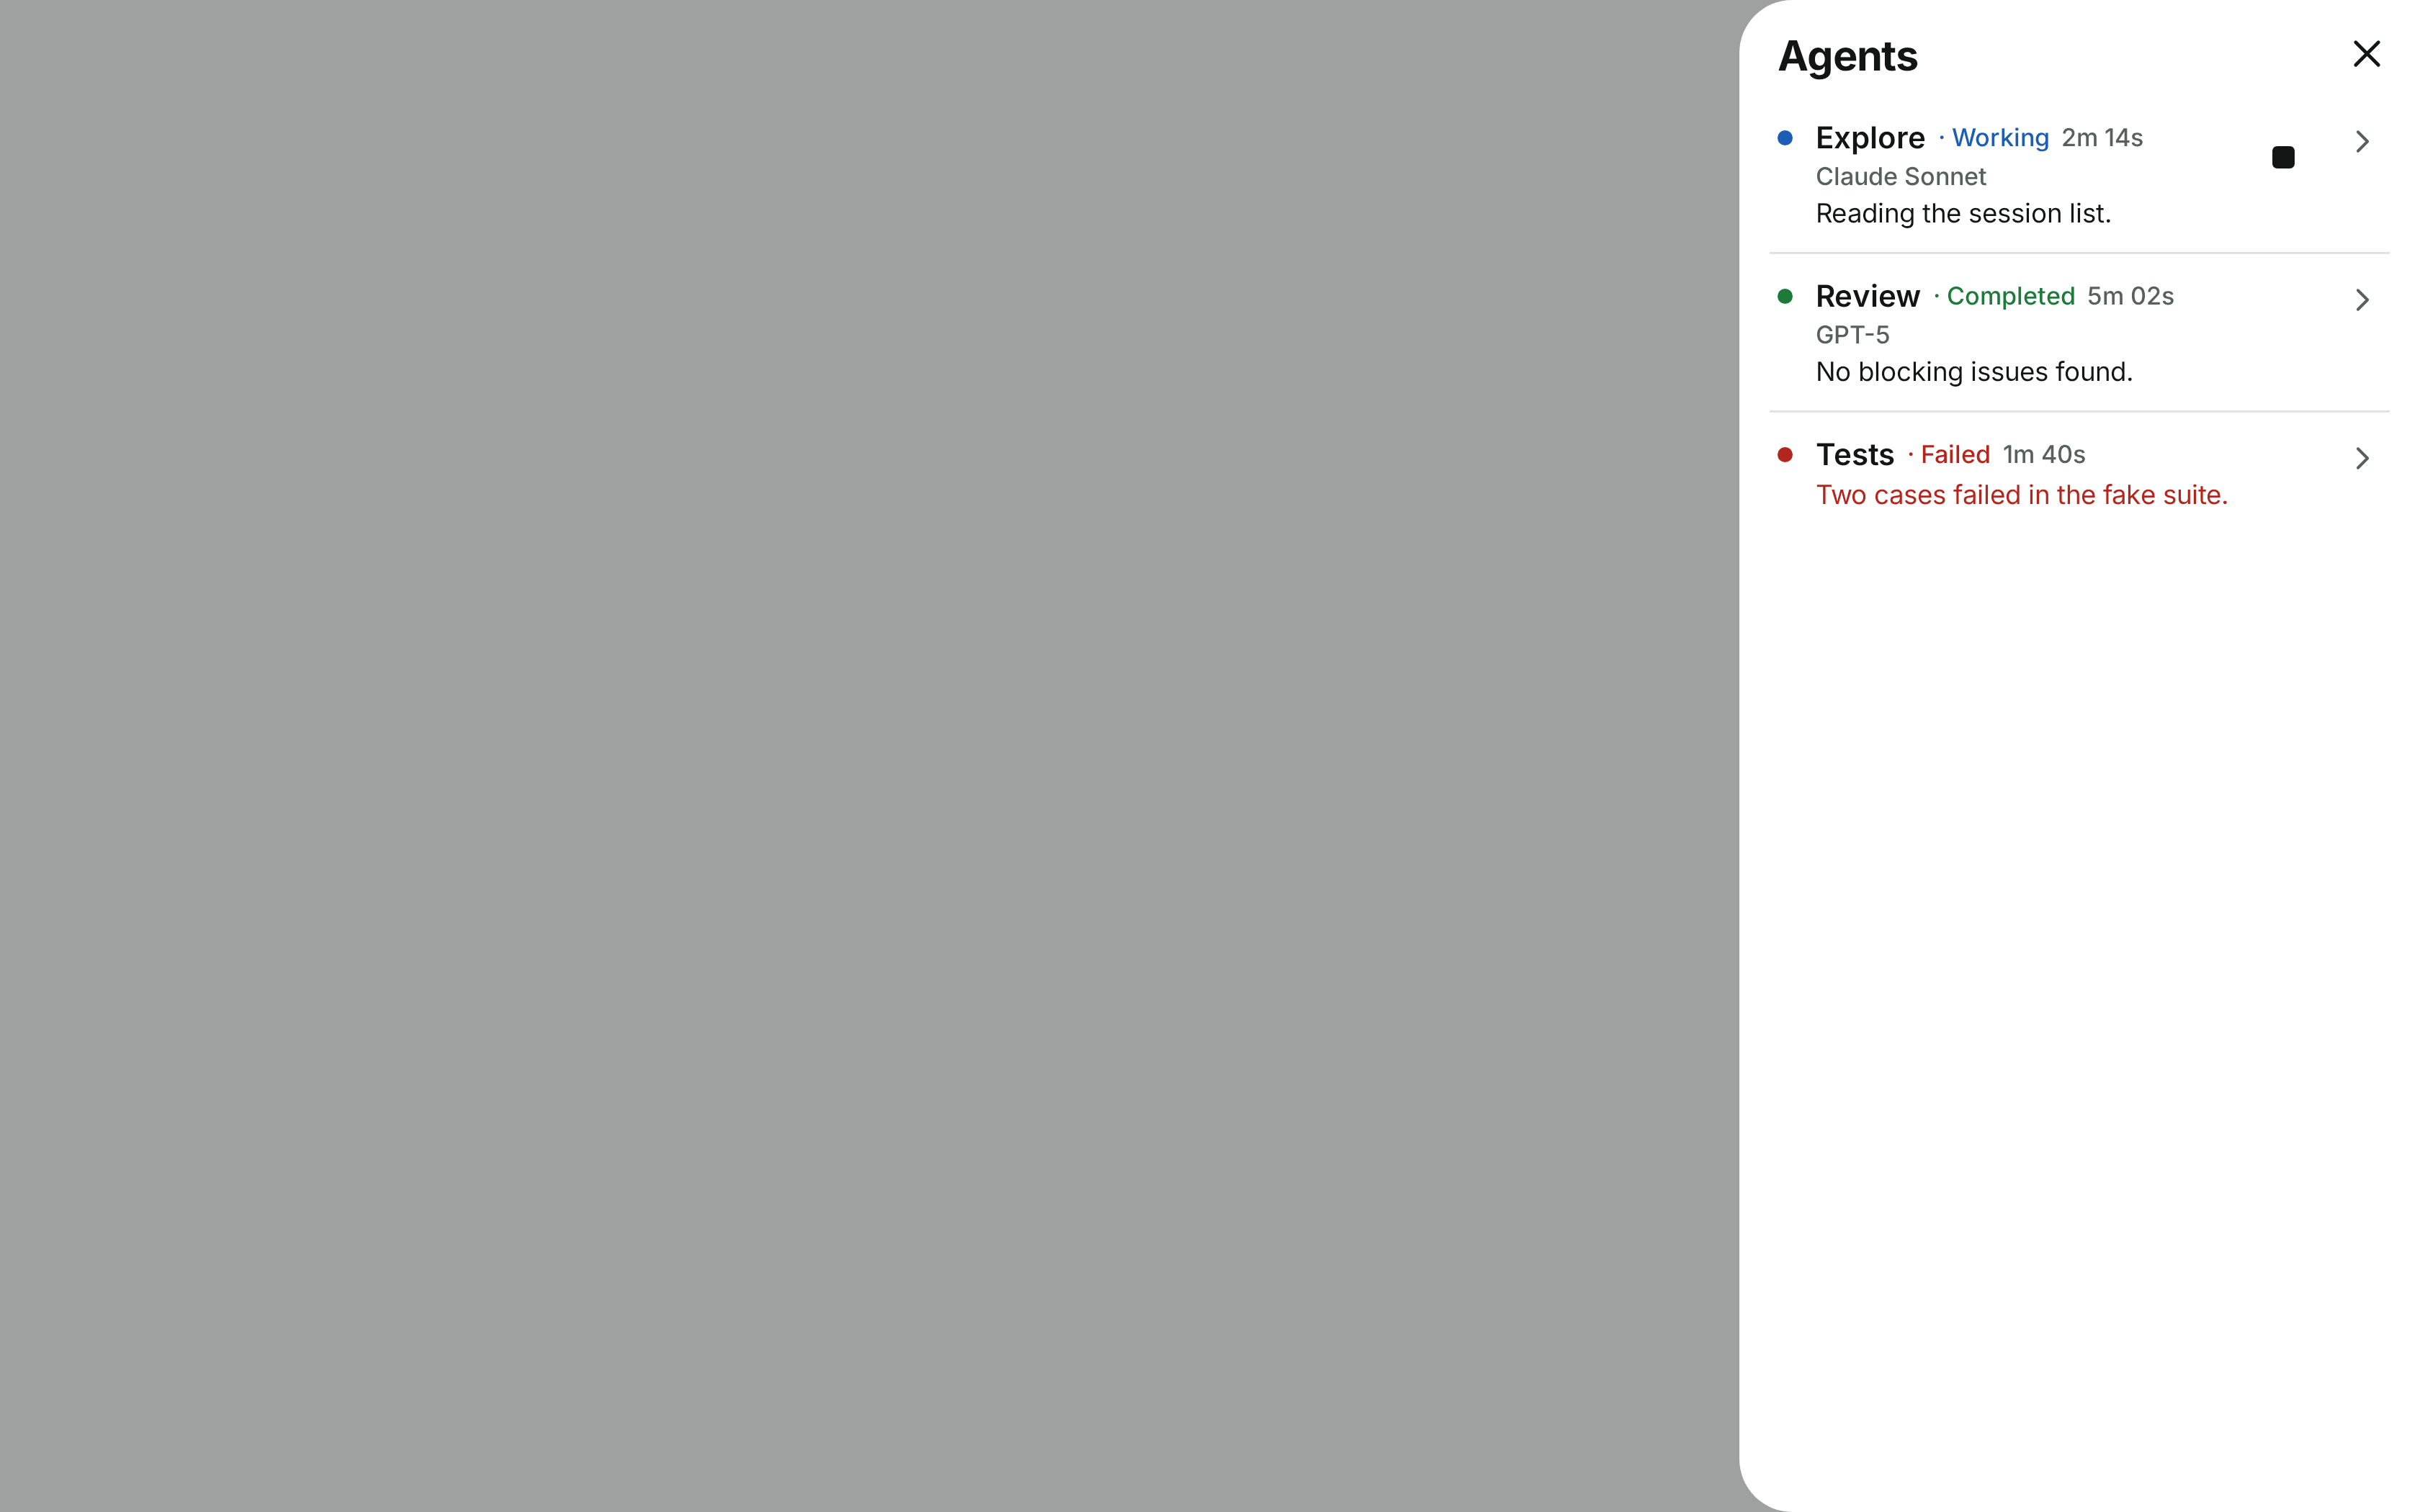 Agents
Explore · Working 2m 14s
Claude Sonnet
Reading the session list.
Review · Completed 5m 02s
GPT-5
No blocking issues found.
Tests · Failed 1m 40s
Two cases failed in the fake suite.